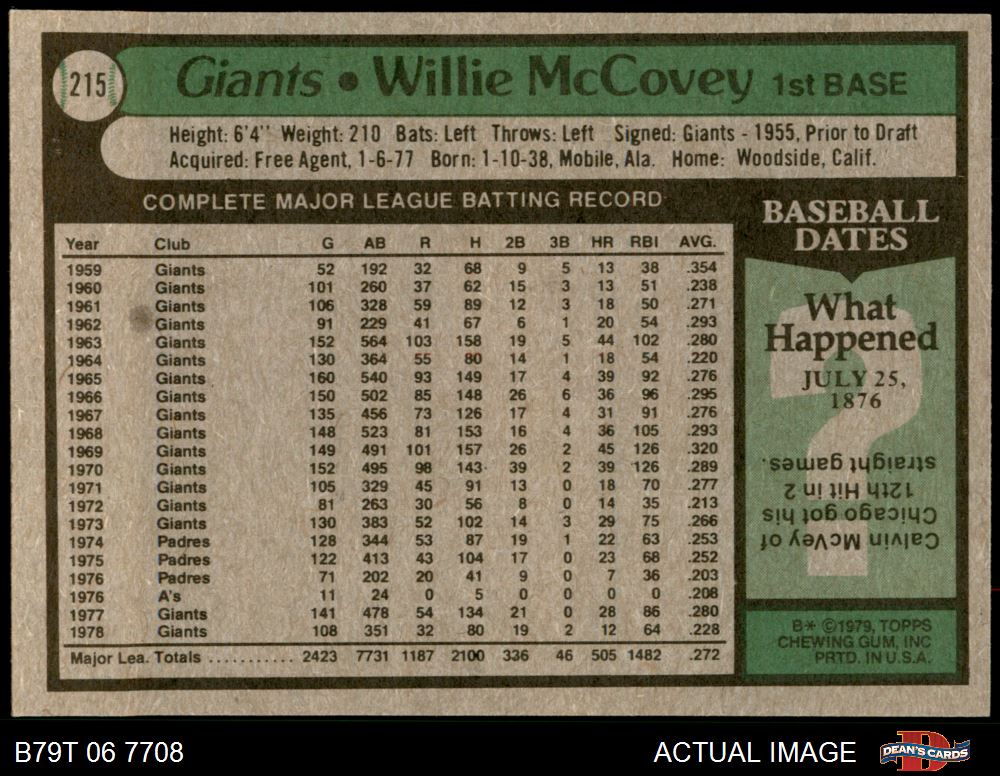 215
Giants • Willie McCovey 1st BASE
Height: 6'4'' Weight: 210 Bats: Left Throws: Left Signed: Giants - 1955, Prior to Draft
Acquired: Free Agent, 1-6-77 Born: 1-10-38, Mobile, Ala. Home: Woodside, Calif.
COMPLETE MAJOR LEAGUE BATTING RECORD
Year Club G AB R H 2B 3B HR RBI AVG.
1959 Giants 52 192 32 68 9 5 13 38 .354
1960 Giants 101 260 37 62 15 3 13 51 .238
1961 Giants 106 328 59 89 12 3 18 50 .271
1962 Giants 91 229 41 67 6 1 20 54 .293
1963 Giants 152 564 103 158 19 5 44 102 .280
1964 Giants 130 364 55 80 14 1 18 54 .220
1965 Giants 160 540 93 149 17 4 39 92 .276
1966 Giants 150 502 85 148 26 6 36 96 .295
1967 Giants 135 456 73 126 17 4 31 91 .276
1968 Giants 148 523 81 153 16 4 36 105 .293
1969 Giants 149 491 101 157 26 2 45 126 .320
1970 Giants 152 495 98 143 39 2 39 126 .289
1971 Giants 105 329 45 91 13 0 18 70 .277
1972 Giants 81 263 30 56 8 0 14 35 .213
1973 Giants 130 383 52 102 14 3 29 75 .266
1974 Padres 128 344 53 87 19 1 22 63 .253
1975 Padres 122 413 43 104 17 0 23 68 .252
1976 Padres 71 202 20 41 9 0 7 36 .203
1976 A's 11 24 0 5 0 0 0 0 .208
1977 Giants 141 478 54 134 21 0 28 86 .280
1978 Giants 108 351 32 80 19 2 12 64 .228
Major Lea. Totals ........... 2423 7731 1187 2100 336 46 505 1482 .272
BASEBALL
DATES
What
Happened
JULY 25,
1876
Calvin McVey of
Chicago got his
12th Hit in 2
straight games.
B* ©1979, TOPPS
CHEWING GUM, INC
PRTD. IN U.S.A.
B79T 06 7708
ACTUAL IMAGE
DEAN'S CARDS